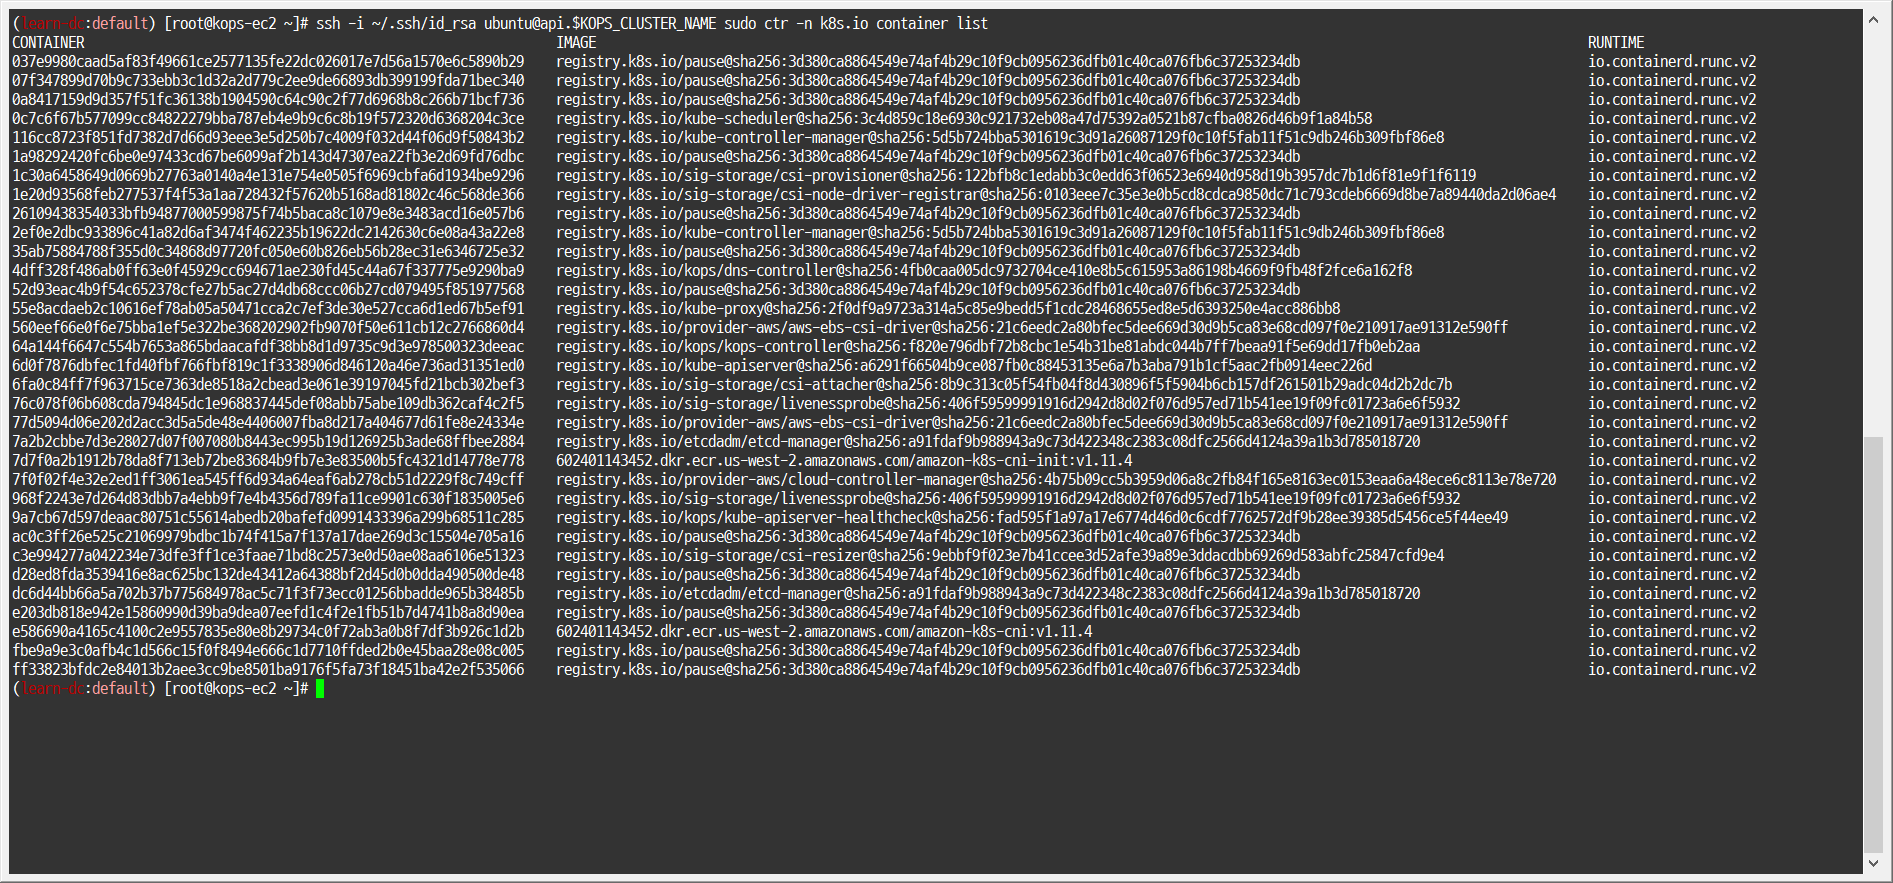 (learn-dc:default) [root@kops-ec2 ~]# ssh -i ~/.ssh/id_rsa ubuntu@api.$KOPS_CLUSTER_NAME sudo ctr -n k8s.io container list
CONTAINER IMAGE RUNTIME
037e9980caad5af83f49661ce2577135fe22dc026017e7d56a1570e6c5890b29 registry.k8s.io/pause@sha256:3d380ca8864549e74af4b29c10f9cb0956236dfb01c40ca076fb6c37253234db io.containerd.runc.v2
07f347899d70b9c733ebb3c1d32a2d779c2ee9de66893db399199fda71bec340 registry.k8s.io/pause@sha256:3d380ca8864549e74af4b29c10f9cb0956236dfb01c40ca076fb6c37253234db io.containerd.runc.v2
0a8417159d9d357f51fc36138b1904590c64c90c2f77d6968b8c266b71bcf736 registry.k8s.io/pause@sha256:3d380ca8864549e74af4b29c10f9cb0956236dfb01c40ca076fb6c37253234db io.containerd.runc.v2
0c7c6f67b577099cc84822279bba787eb4e9b9c6c8b19f572320d6368204c3ce registry.k8s.io/kube-scheduler@sha256:3c4d859c18e6930c921732eb08a47d75392a0521b87cfba0826d46b9f1a84b58 io.containerd.runc.v2
116cc8723f851fd7382d7d66d93eee3e5d250b7c4009f032d44f06d9f50843b2 registry.k8s.io/kube-controller-manager@sha256:5d5b724bba5301619c3d91a26087129f0c10f5fab11f51c9db246b309fbf86e8 io.containerd.runc.v2
1a98292420fc6be0e97433cd67be6099af2b143d47307ea22fb3e2d69fd76dbc registry.k8s.io/pause@sha256:3d380ca8864549e74af4b29c10f9cb0956236dfb01c40ca076fb6c37253234db io.containerd.runc.v2
1c30a6458649d0669b27763a0140a4e131e754e0505f6969cbfa6d1934be9296 registry.k8s.io/sig-storage/csi-provisioner@sha256:122bfb8c1edabb3c0edd63f06523e6940d958d19b3957dc7b1d6f81e9f1f6119 io.containerd.runc.v2
1e20d93568feb277537f4f53a1aa728432f57620b5168ad81802c46c568de366 registry.k8s.io/sig-storage/csi-node-driver-registrar@sha256:0103eee7c35e3e0b5cd8cdca9850dc71c793cdeb6669d8be7a89440da2d06ae4 io.containerd.runc.v2
26109438354033bfb94877000599875f74b5baca8c1079e8e3483acd16e057b6 registry.k8s.io/pause@sha256:3d380ca8864549e74af4b29c10f9cb0956236dfb01c40ca076fb6c37253234db io.containerd.runc.v2
2ef0e2dbc933896c41a82d6af3474f462235b19622dc2142630c6e08a43a22e8 registry.k8s.io/kube-controller-manager@sha256:5d5b724bba5301619c3d91a26087129f0c10f5fab11f51c9db246b309fbf86e8 io.containerd.runc.v2
35ab75884788f355d0c34868d97720fc050e60b826eb56b28ec31e6346725e32 registry.k8s.io/pause@sha256:3d380ca8864549e74af4b29c10f9cb0956236dfb01c40ca076fb6c37253234db io.containerd.runc.v2
4dff328f486ab0ff63e0f45929cc694671ae230fd45c44a67f337775e9290ba9 registry.k8s.io/kops/dns-controller@sha256:4fb0caa005dc9732704ce410e8b5c615953a86198b4669f9fb48f2fce6a162f8 io.containerd.runc.v2
52d93eac4b9f54c652378cfe27b5ac27d4db68ccc06b27cd079495f851977568 registry.k8s.io/pause@sha256:3d380ca8864549e74af4b29c10f9cb0956236dfb01c40ca076fb6c37253234db io.containerd.runc.v2
55e8acdaeb2c10616ef78ab05a50471cca2c7ef3de30e527cca6d1ed67b5ef91 registry.k8s.io/kube-proxy@sha256:2f0df9a9723a314a5c85e9bedd5f1cdc28468655ed8e5d6393250e4acc886bb8 io.containerd.runc.v2
560eef66e0f6e75bba1ef5e322be368202902fb9070f50e611cb12c2766860d4 registry.k8s.io/provider-aws/aws-ebs-csi-driver@sha256:21c6eedc2a80bfec5dee669d30d9b5ca83e68cd097f0e210917ae91312e590ff io.containerd.runc.v2
64a144f6647c554b7653a865bdaacafdf38bb8d1d9735c9d3e978500323deeac registry.k8s.io/kops/kops-controller@sha256:f820e796dbf72b8cbc1e54b31be81abdc044b7ff7beaa91f5e69dd17fb0eb2aa io.containerd.runc.v2
6d0f7876dbfec1fd40fbf766fbf819c1f3338906d846120a46e736ad31351ed0 registry.k8s.io/kube-apiserver@sha256:a6291f66504b9ce087fb0c88453135e6a7b3aba791b1cf5aac2fb0914eec226d io.containerd.runc.v2
6fa0c84ff7f963715ce7363de8518a2cbead3e061e39197045fd21bcb302bef3 registry.k8s.io/sig-storage/csi-attacher@sha256:8b9c313c05f54fb04f8d430896f5f5904b6cb157df261501b29adc04d2b2dc7b io.containerd.runc.v2
76c078f06b608cda794845dc1e968837445def08abb75abe109db362caf4c2f5 registry.k8s.io/sig-storage/livenessprobe@sha256:406f59599991916d2942d8d02f076d957ed71b541ee19f09fc01723a6e6f5932 io.containerd.runc.v2
77d5094d06e202d2acc3d5a5de48e4406007fba8d217a404677d61fe8e24334e registry.k8s.io/provider-aws/aws-ebs-csi-driver@sha256:21c6eedc2a80bfec5dee669d30d9b5ca83e68cd097f0e210917ae91312e590ff io.containerd.runc.v2
7a2b2cbbe7d3e28027d07f007080b8443ec995b19d126925b3ade68ffbee2884 registry.k8s.io/etcdadm/etcd-manager@sha256:a91fdaf9b988943a9c73d422348c2383c08dfc2566d4124a39a1b3d785018720 io.containerd.runc.v2
7d7f0a2b1912b78da8f713eb72be83684b9fb7e3e83500b5fc4321d14778e778 602401143452.dkr.ecr.us-west-2.amazonaws.com/amazon-k8s-cni-init:v1.11.4 io.containerd.runc.v2
7f0f02f4e32e2ed1ff3061ea545ff6d934a64eaf6ab278cb51d2229f8c749cff registry.k8s.io/provider-aws/cloud-controller-manager@sha256:4b75b09cc5b3959d06a8c2fb84f165e8163ec0153eaa6a48ece6c8113e78e720 io.containerd.runc.v2
968f2243e7d264d83dbb7a4ebb9f7e4b4356d789fa11ce9901c630f1835005e6 registry.k8s.io/sig-storage/livenessprobe@sha256:406f59599991916d2942d8d02f076d957ed71b541ee19f09fc01723a6e6f5932 io.containerd.runc.v2
9a7cb67d597deaac80751c55614abedb20bafefd0991433396a299b68511c285 registry.k8s.io/kops/kube-apiserver-healthcheck@sha256:fad595f1a97a17e6774d46d0c6cdf7762572df9b28ee39385d5456ce5f44ee49 io.containerd.runc.v2
ac0c3ff26e525c21069979bdbc1b74f415a7f137a17dae269d3c15504e705a16 registry.k8s.io/pause@sha256:3d380ca8864549e74af4b29c10f9cb0956236dfb01c40ca076fb6c37253234db io.containerd.runc.v2
c3e994277a042234e73dfe3ff1ce3faae71bd8c2573e0d50ae08aa6106e51323 registry.k8s.io/sig-storage/csi-resizer@sha256:9ebbf9f023e7b41ccee3d52afe39a89e3ddacdbb69269d583abfc25847cfd9e4 io.containerd.runc.v2
d28ed8fda3539416e8ac625bc132de43412a64388bf2d45d0b0dda490500de48 registry.k8s.io/pause@sha256:3d380ca8864549e74af4b29c10f9cb0956236dfb01c40ca076fb6c37253234db io.containerd.runc.v2
dc6d44bb66a5a702b37b775684978ac5c71f3f73ecc01256bbadde965b38485b registry.k8s.io/etcdadm/etcd-manager@sha256:a91fdaf9b988943a9c73d422348c2383c08dfc2566d4124a39a1b3d785018720 io.containerd.runc.v2
e203db818e942e15860990d39ba9dea07eefd1c4f2e1fb51b7d4741b8a8d90ea registry.k8s.io/pause@sha256:3d380ca8864549e74af4b29c10f9cb0956236dfb01c40ca076fb6c37253234db io.containerd.runc.v2
e586690a4165c4100c2e9557835e80e8b29734c0f72ab3a0b8f7df3b926c1d2b 602401143452.dkr.ecr.us-west-2.amazonaws.com/amazon-k8s-cni:v1.11.4 io.containerd.runc.v2
fbe9a9e3c0afb4c1d566c15f0f8494e666c1d7710ffded2b0e45baa28e08c005 registry.k8s.io/pause@sha256:3d380ca8864549e74af4b29c10f9cb0956236dfb01c40ca076fb6c37253234db io.containerd.runc.v2
ff33823bfdc2e84013b2aee3cc9be8501ba9176f5fa73f18451ba42e2f535066 registry.k8s.io/pause@sha256:3d380ca8864549e74af4b29c10f9cb0956236dfb01c40ca076fb6c37253234db io.containerd.runc.v2
(learn-dc:default) [root@kops-ec2 ~]#